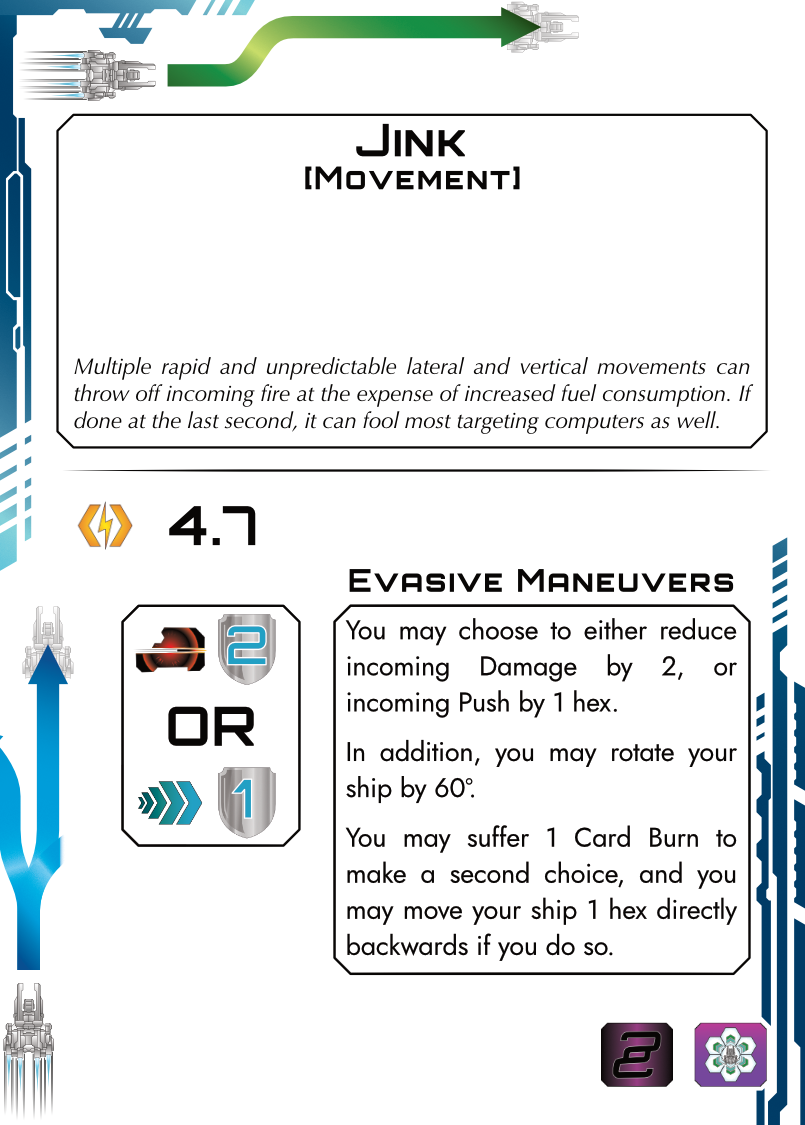 Jink
[Movement]
Multiple rapid and unpredictable lateral and vertical movements can
throw off incoming fire at the expense of increased fuel consumption. If
done at the last second, it can fool most targeting computers as well.
4.7
Evasive Maneuvers
2
OR
1
You may choose to either reduce
incoming Damage by 2, or
incoming Push by 1 hex.
In addition, you may rotate your
ship by 60°.
You may suffer 1 Card Burn to
make a second choice, and you
may move your ship 1 hex directly
backwards if you do so.
2